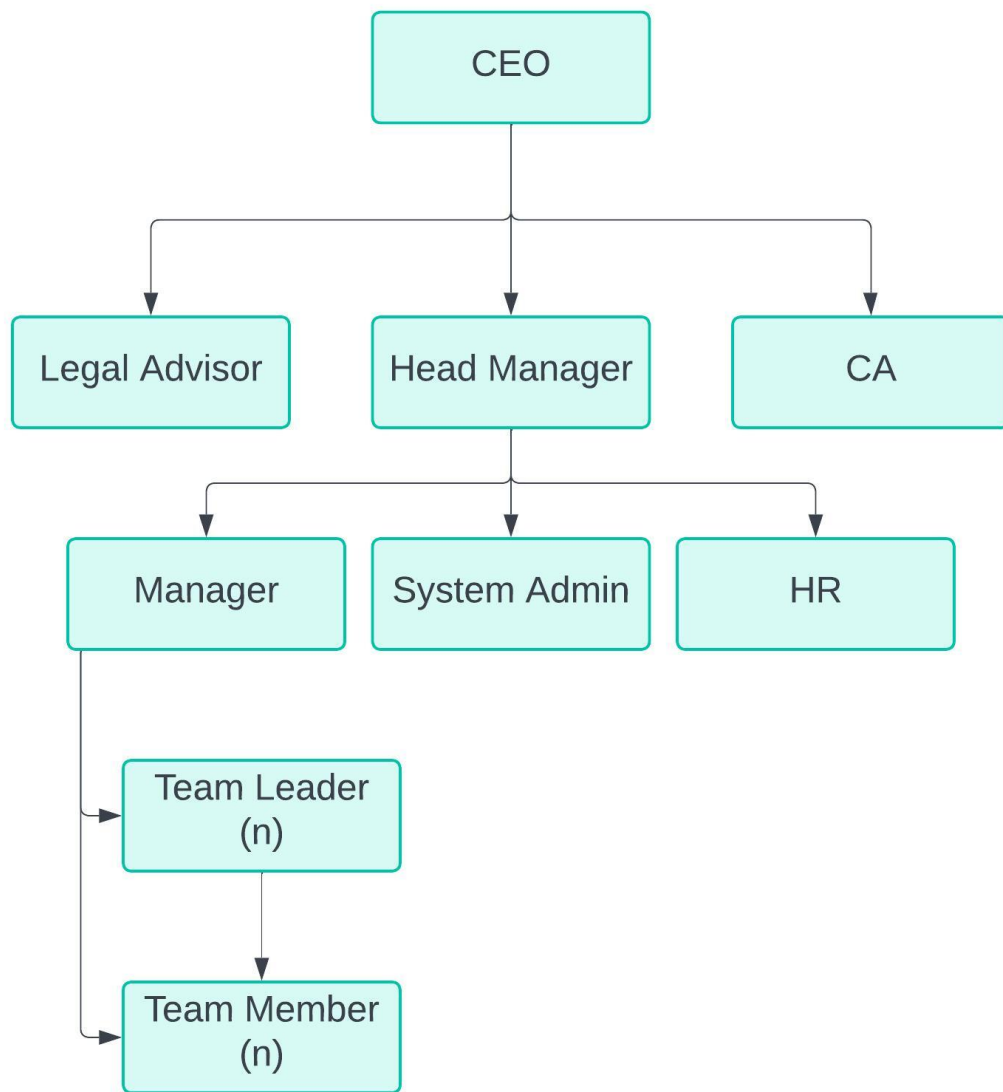 CEO
Legal Advisor
Head Manager
CA
Manager
System Admin
HR
Team Leader
(n)
Team Member
(n)